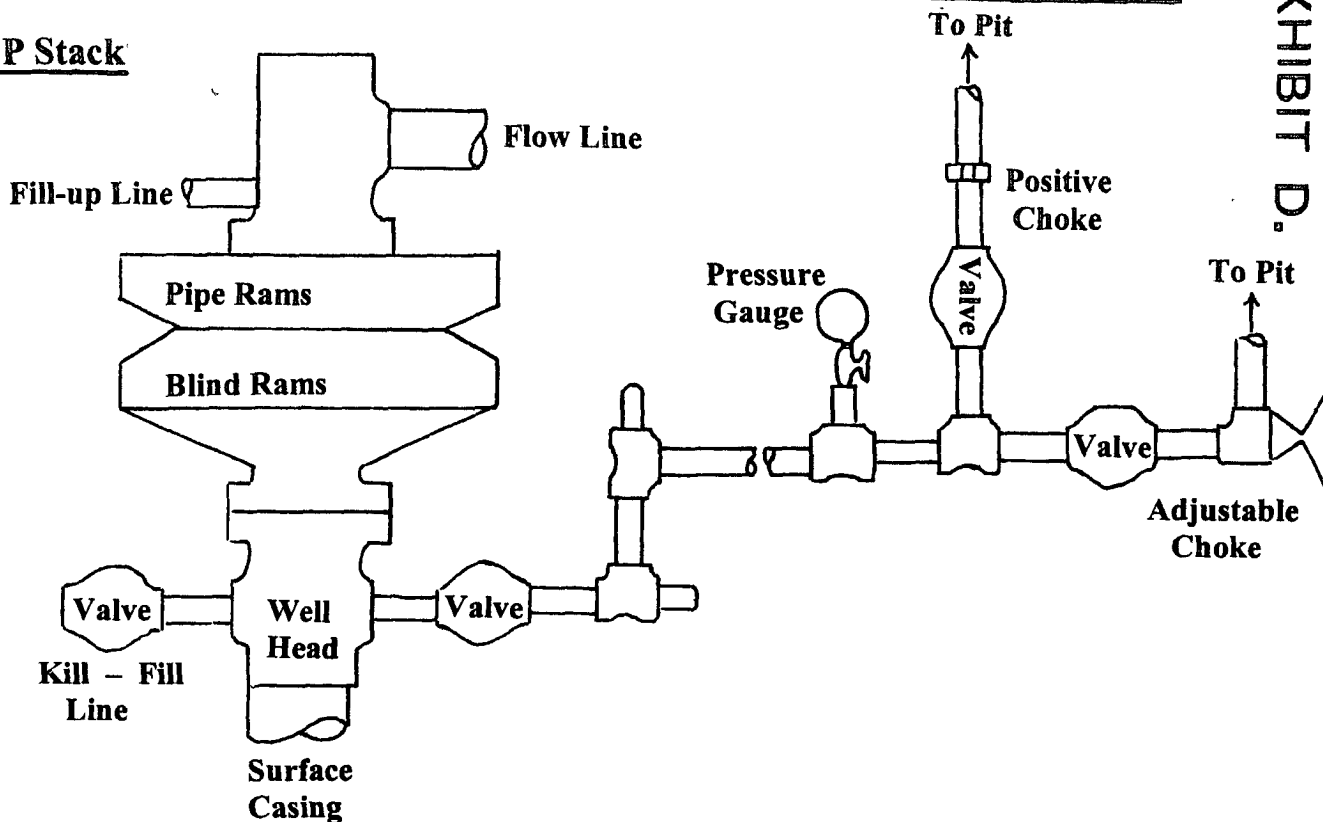 To Pit
KHIBIT D.
P Stack
Flow Line
Fill-up Line
Positive
Choke
Valve
To Pit
Pressure
Gauge
Pipe Rams
Blind Rams
Valve
Adjustable
Choke
Valve
Well
Head
Valve
Kill – Fill
Line
Surface
Casing